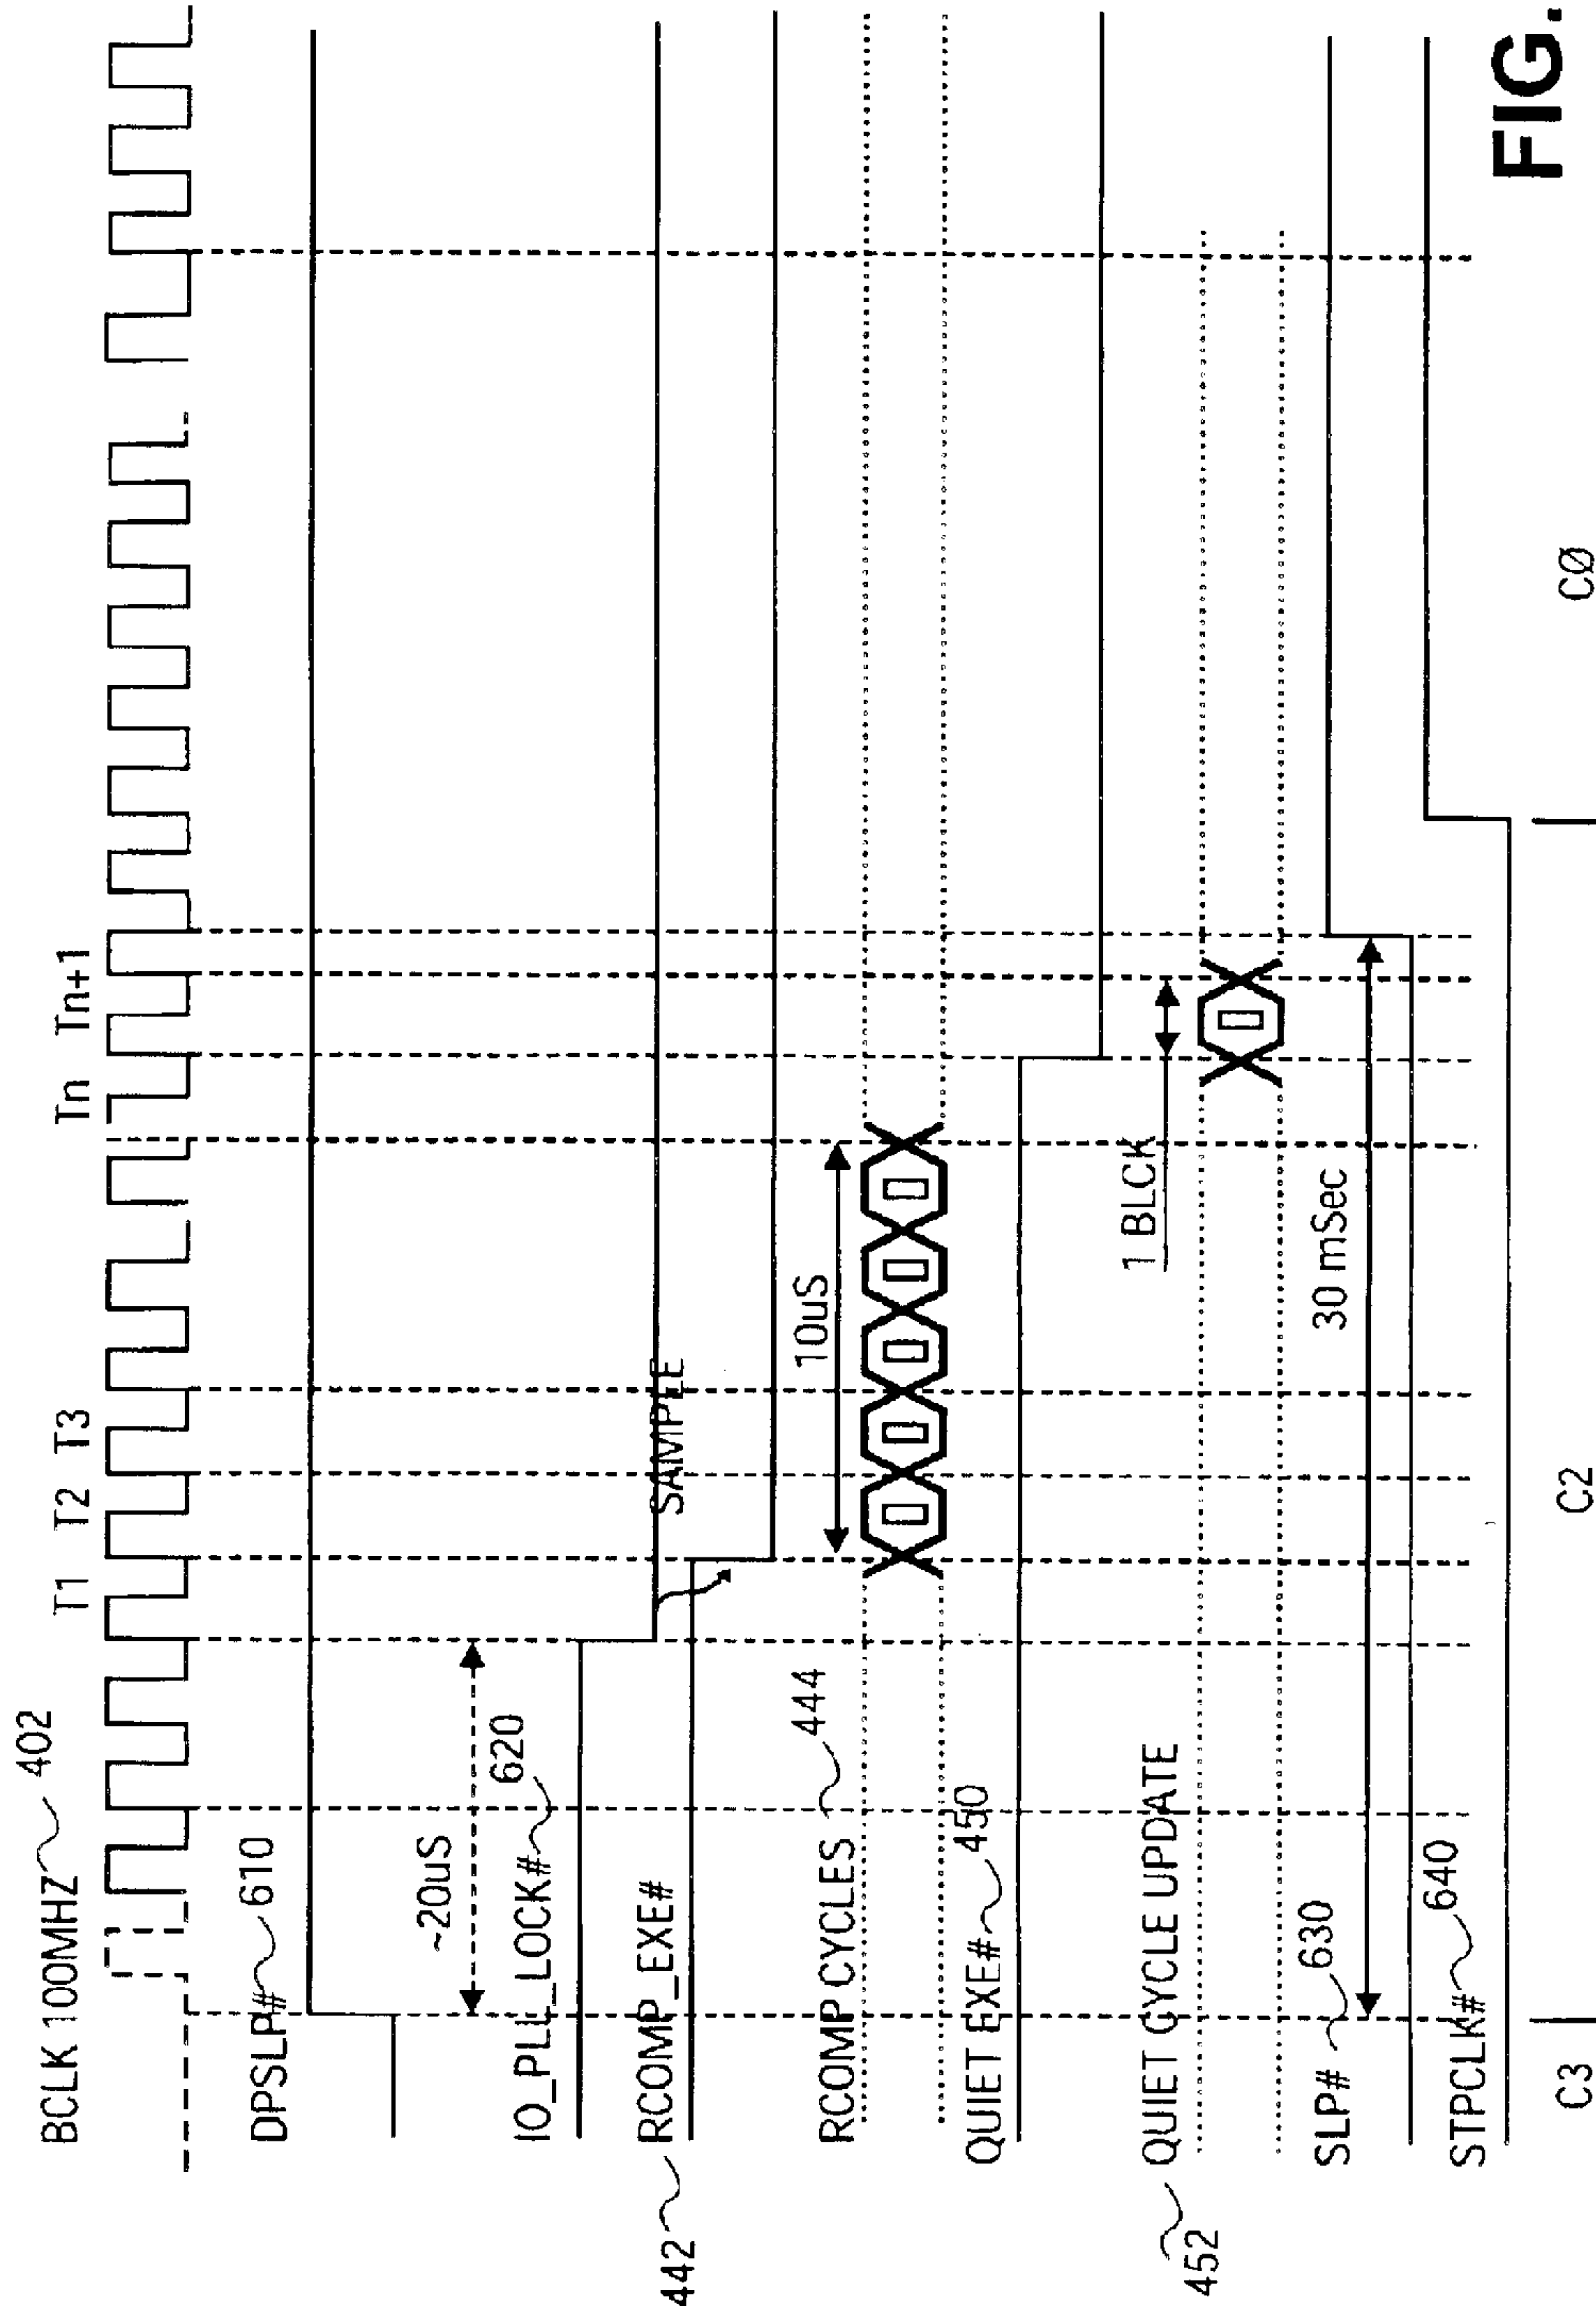 BCLK 100MHZ 402
T1 T2 T3 Tn Tn+1
DPSLP# 610
~20uS
IO_PLL_LOCK# 620
SAMPLE
442 RCOMP_EXE#
10uS
RCOMP CYCLES 444
QUIET EXE# 450
1 BLCK
452 QUIET CYCLE UPDATE
30 mSec
SLP# 630
STPCLK# 640
C3 C2 CØ
FIG.